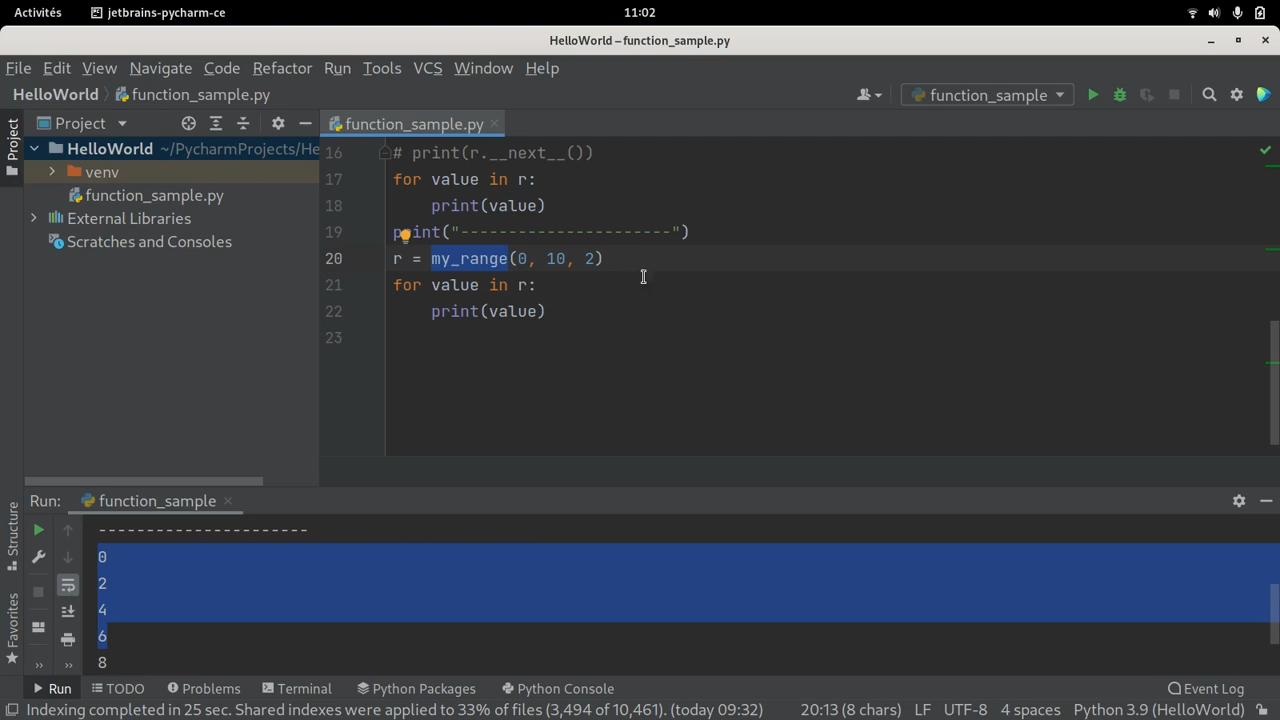 Activités jetbrains-pycharm-ce 11:02
HelloWorld – function_sample.py
File Edit View Navigate Code Refactor Run Tools VCS Window Help
HelloWorld function_sample.py function_sample
Project
Project
HelloWorld ~/PycharmProjects/He
venv
function_sample.py
External Libraries
Scratches and Consoles
function_sample.py
16 # print(r.__next__())
17 for value in r:
18 print(value)
19 print("----------------------")
20 r = my_range(0, 10, 2)
21 for value in r:
22 print(value)
23
Structure
Favorites
Run: function_sample
----------------------
0
2
4
6
8
Run TODO Problems Terminal Python Packages Python Console Event Log
Indexing completed in 25 sec. Shared indexes were applied to 33% of files (3,494 of 10,461). (today 09:32) 20:13 (8 chars) LF UTF-8 4 spaces Python 3.9 (HelloWorld)